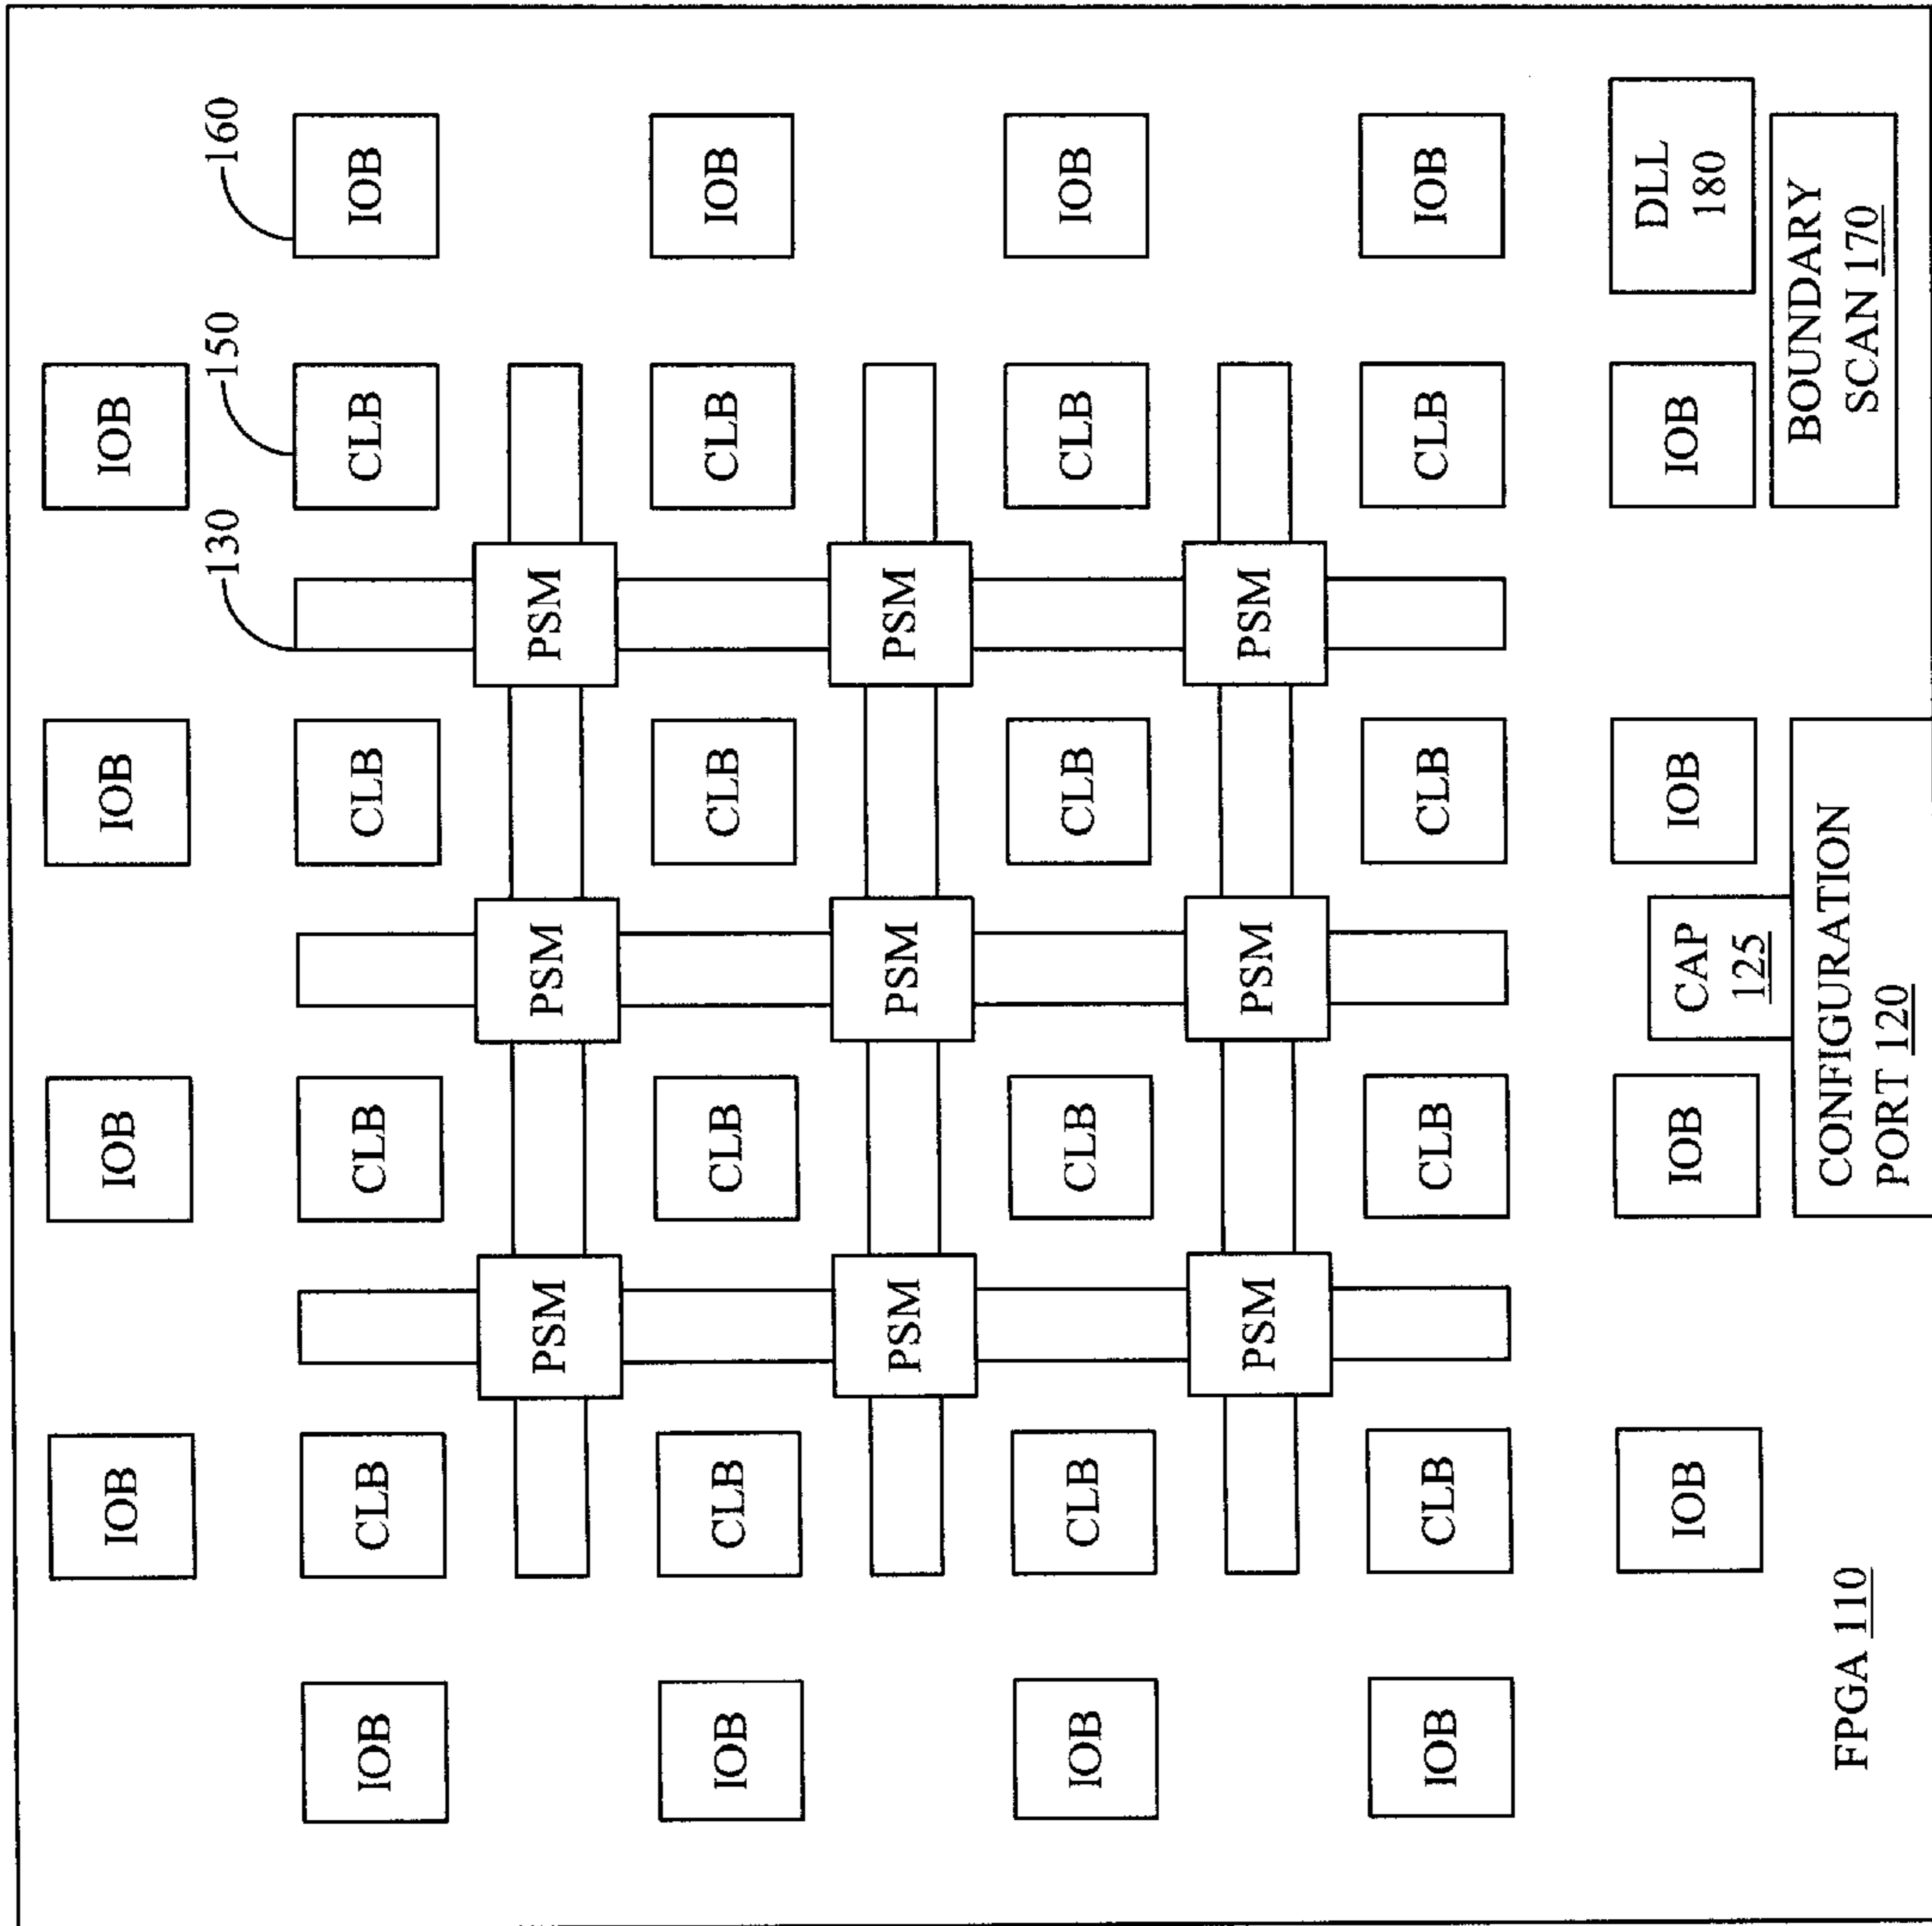 IOB IOB IOB IOB
130 150 160
IOB CLB CLB CLB CLB IOB
PSM PSM PSM
IOB CLB CLB CLB CLB IOB
PSM PSM PSM
IOB CLB CLB CLB CLB IOB
PSM PSM PSM
IOB CLB CLB CLB CLB IOB
IOB IOB IOB IOB
CAP
125
DLL
180
CONFIGURATION
PORT 120
BOUNDARY
SCAN 170
FPGA 110